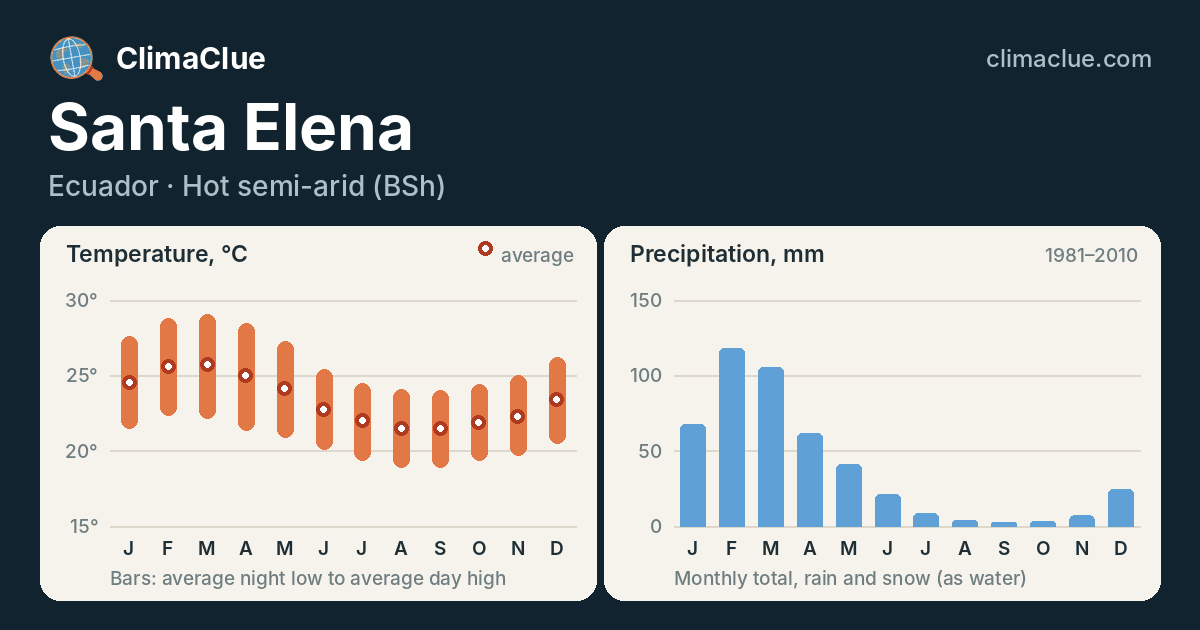 ClimaClue
climaclue.com
Santa Elena
Ecuador · Hot semi-arid (BSh)
Temperature, °C
average
30°
25°
20°
15°
J F M A M J J A S O N D
Bars: average night low to average day high
Precipitation, mm
1981–2010
150
100
50
0
J F M A M J J A S O N D
Monthly total, rain and snow (as water)